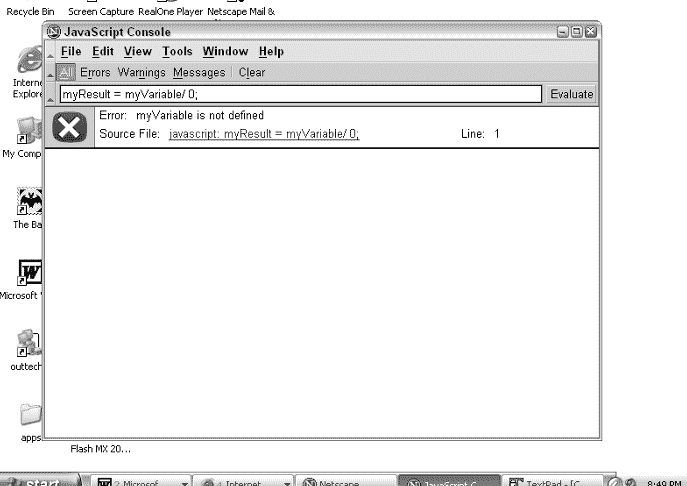 Recycle Bin Screen Capture RealOne Player Netscape Mail &
JavaScript Console
File Edit View Tools Window Help
All Errors Warnings Messages Clear
myResult = myVariable/ 0; Evaluate
Error: myVariable is not defined
Source File: javascript: myResult = myVariable/ 0; Line: 1
Interne
Explore
My Comp
The Ba
Microsoft
outtech
apps
Flash MX 20...
start 2 Microsof... 4 Internet... Netscape JavaScript C... TextPad - [C... 8:49 PM